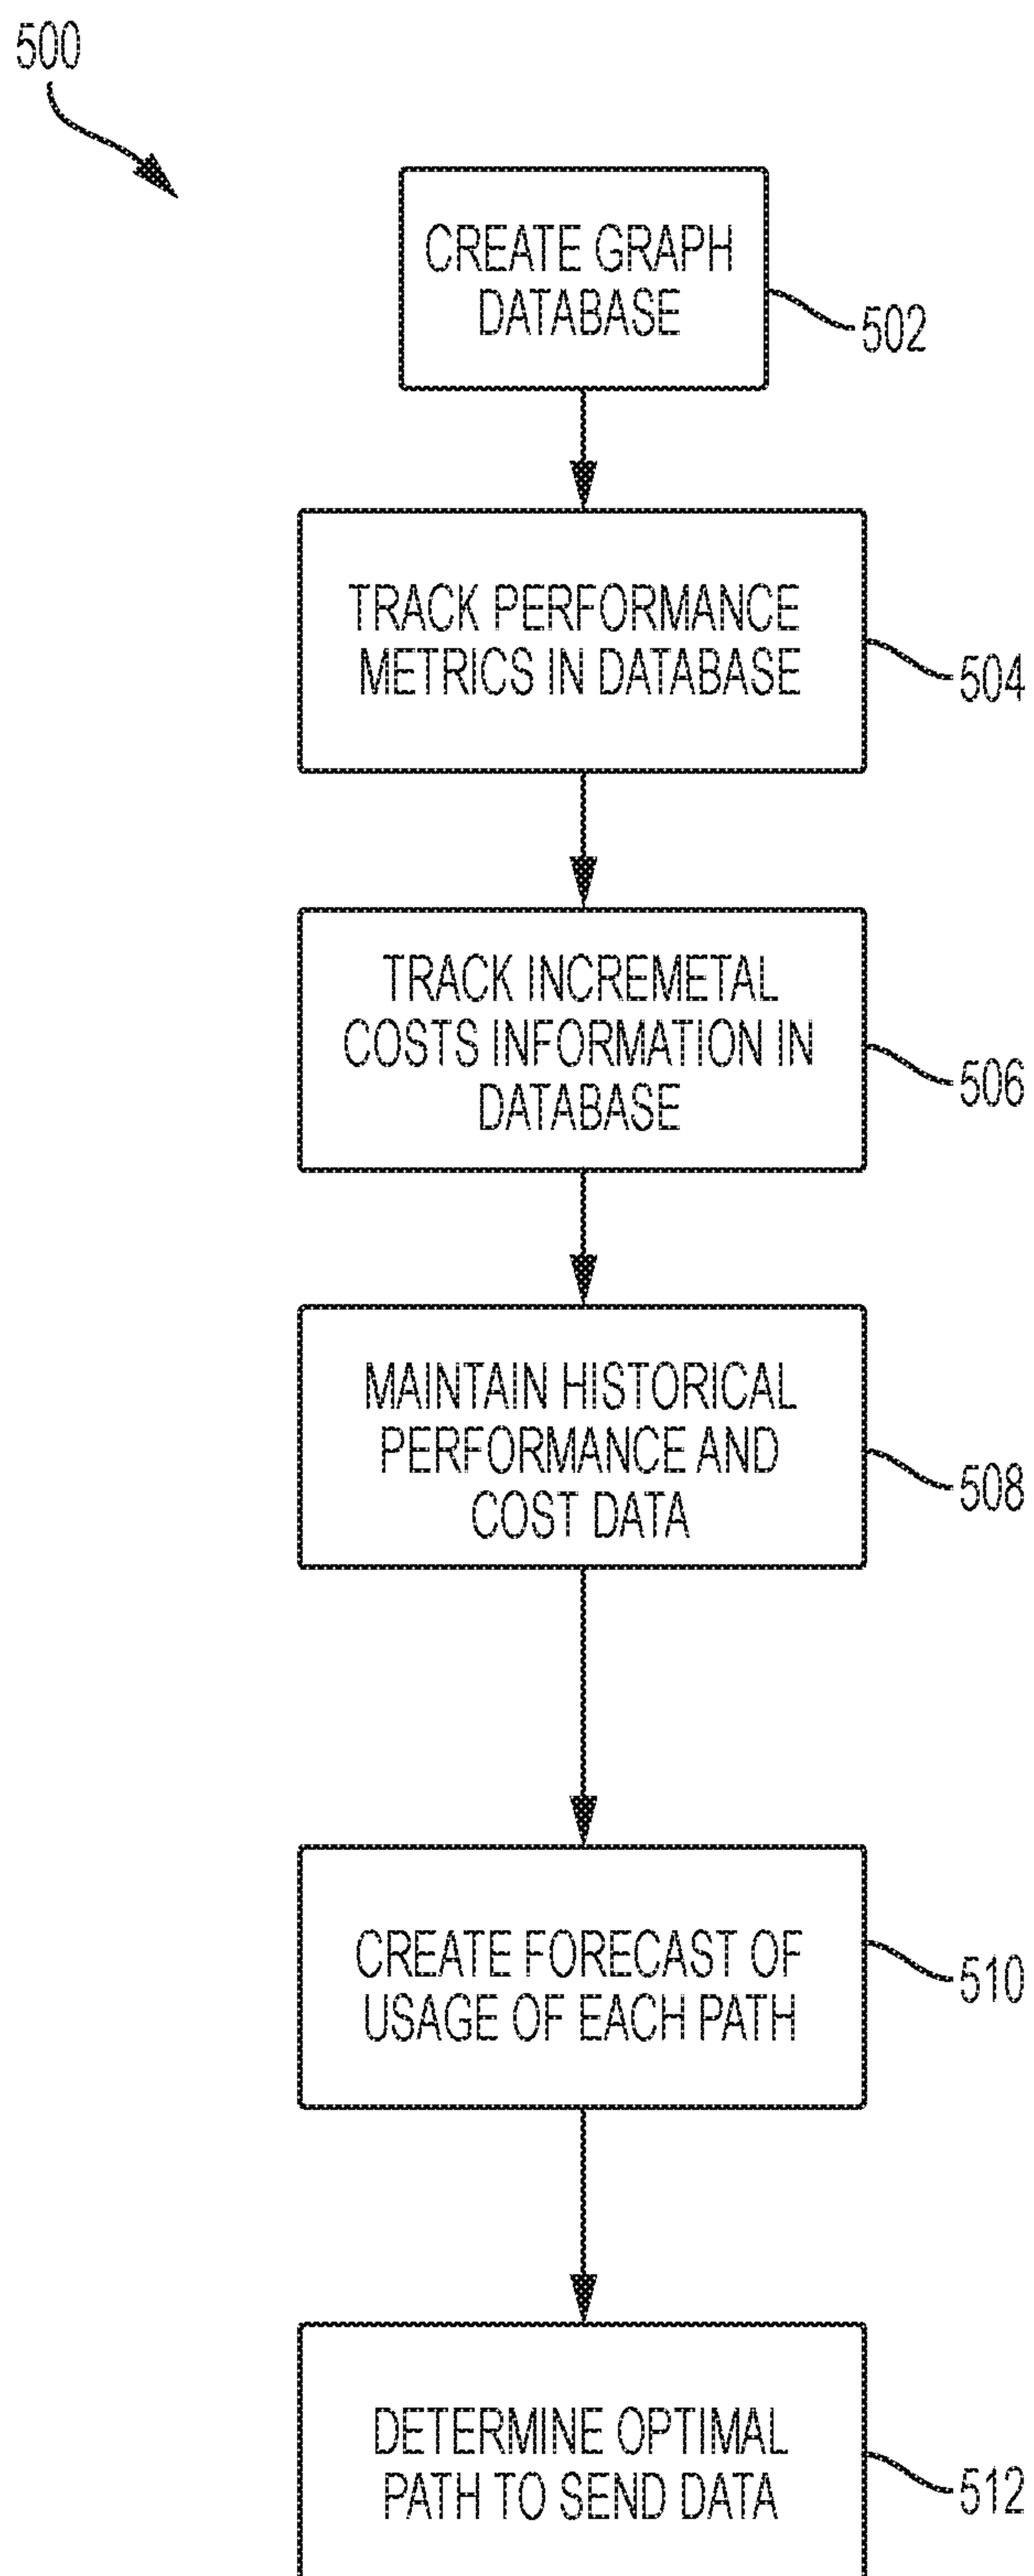 500
CREATE GRAPH
DATABASE
502
TRACK PERFORMANCE
METRICS IN DATABASE
504
TRACK INCREMETAL
COSTS INFORMATION IN
DATABASE
506
MAINTAIN HISTORICAL
PERFORMANCE AND
COST DATA
508
CREATE FORECAST OF
USAGE OF EACH PATH
510
DETERMINE OPTIMAL
PATH TO SEND DATA
512